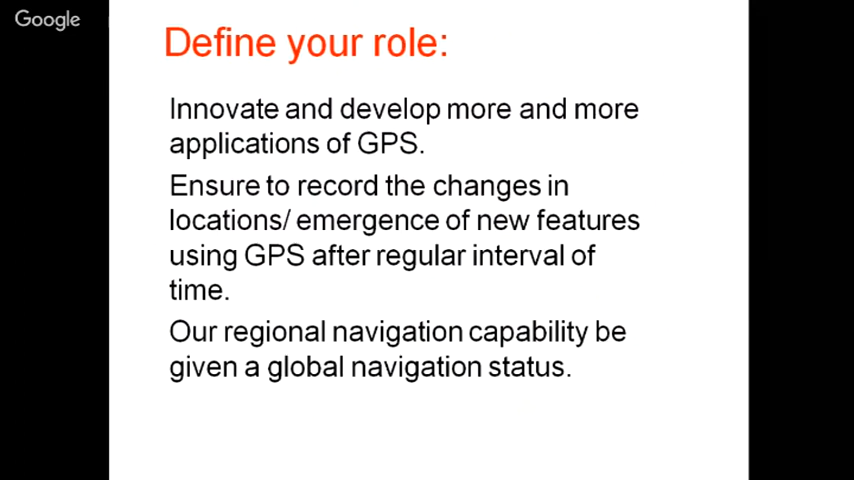 Google
Define your role:
Innovate and develop more and more
applications of GPS.
Ensure to record the changes in
locations/ emergence of new features
using GPS after regular interval of
time.
Our regional navigation capability be
given a global navigation status.